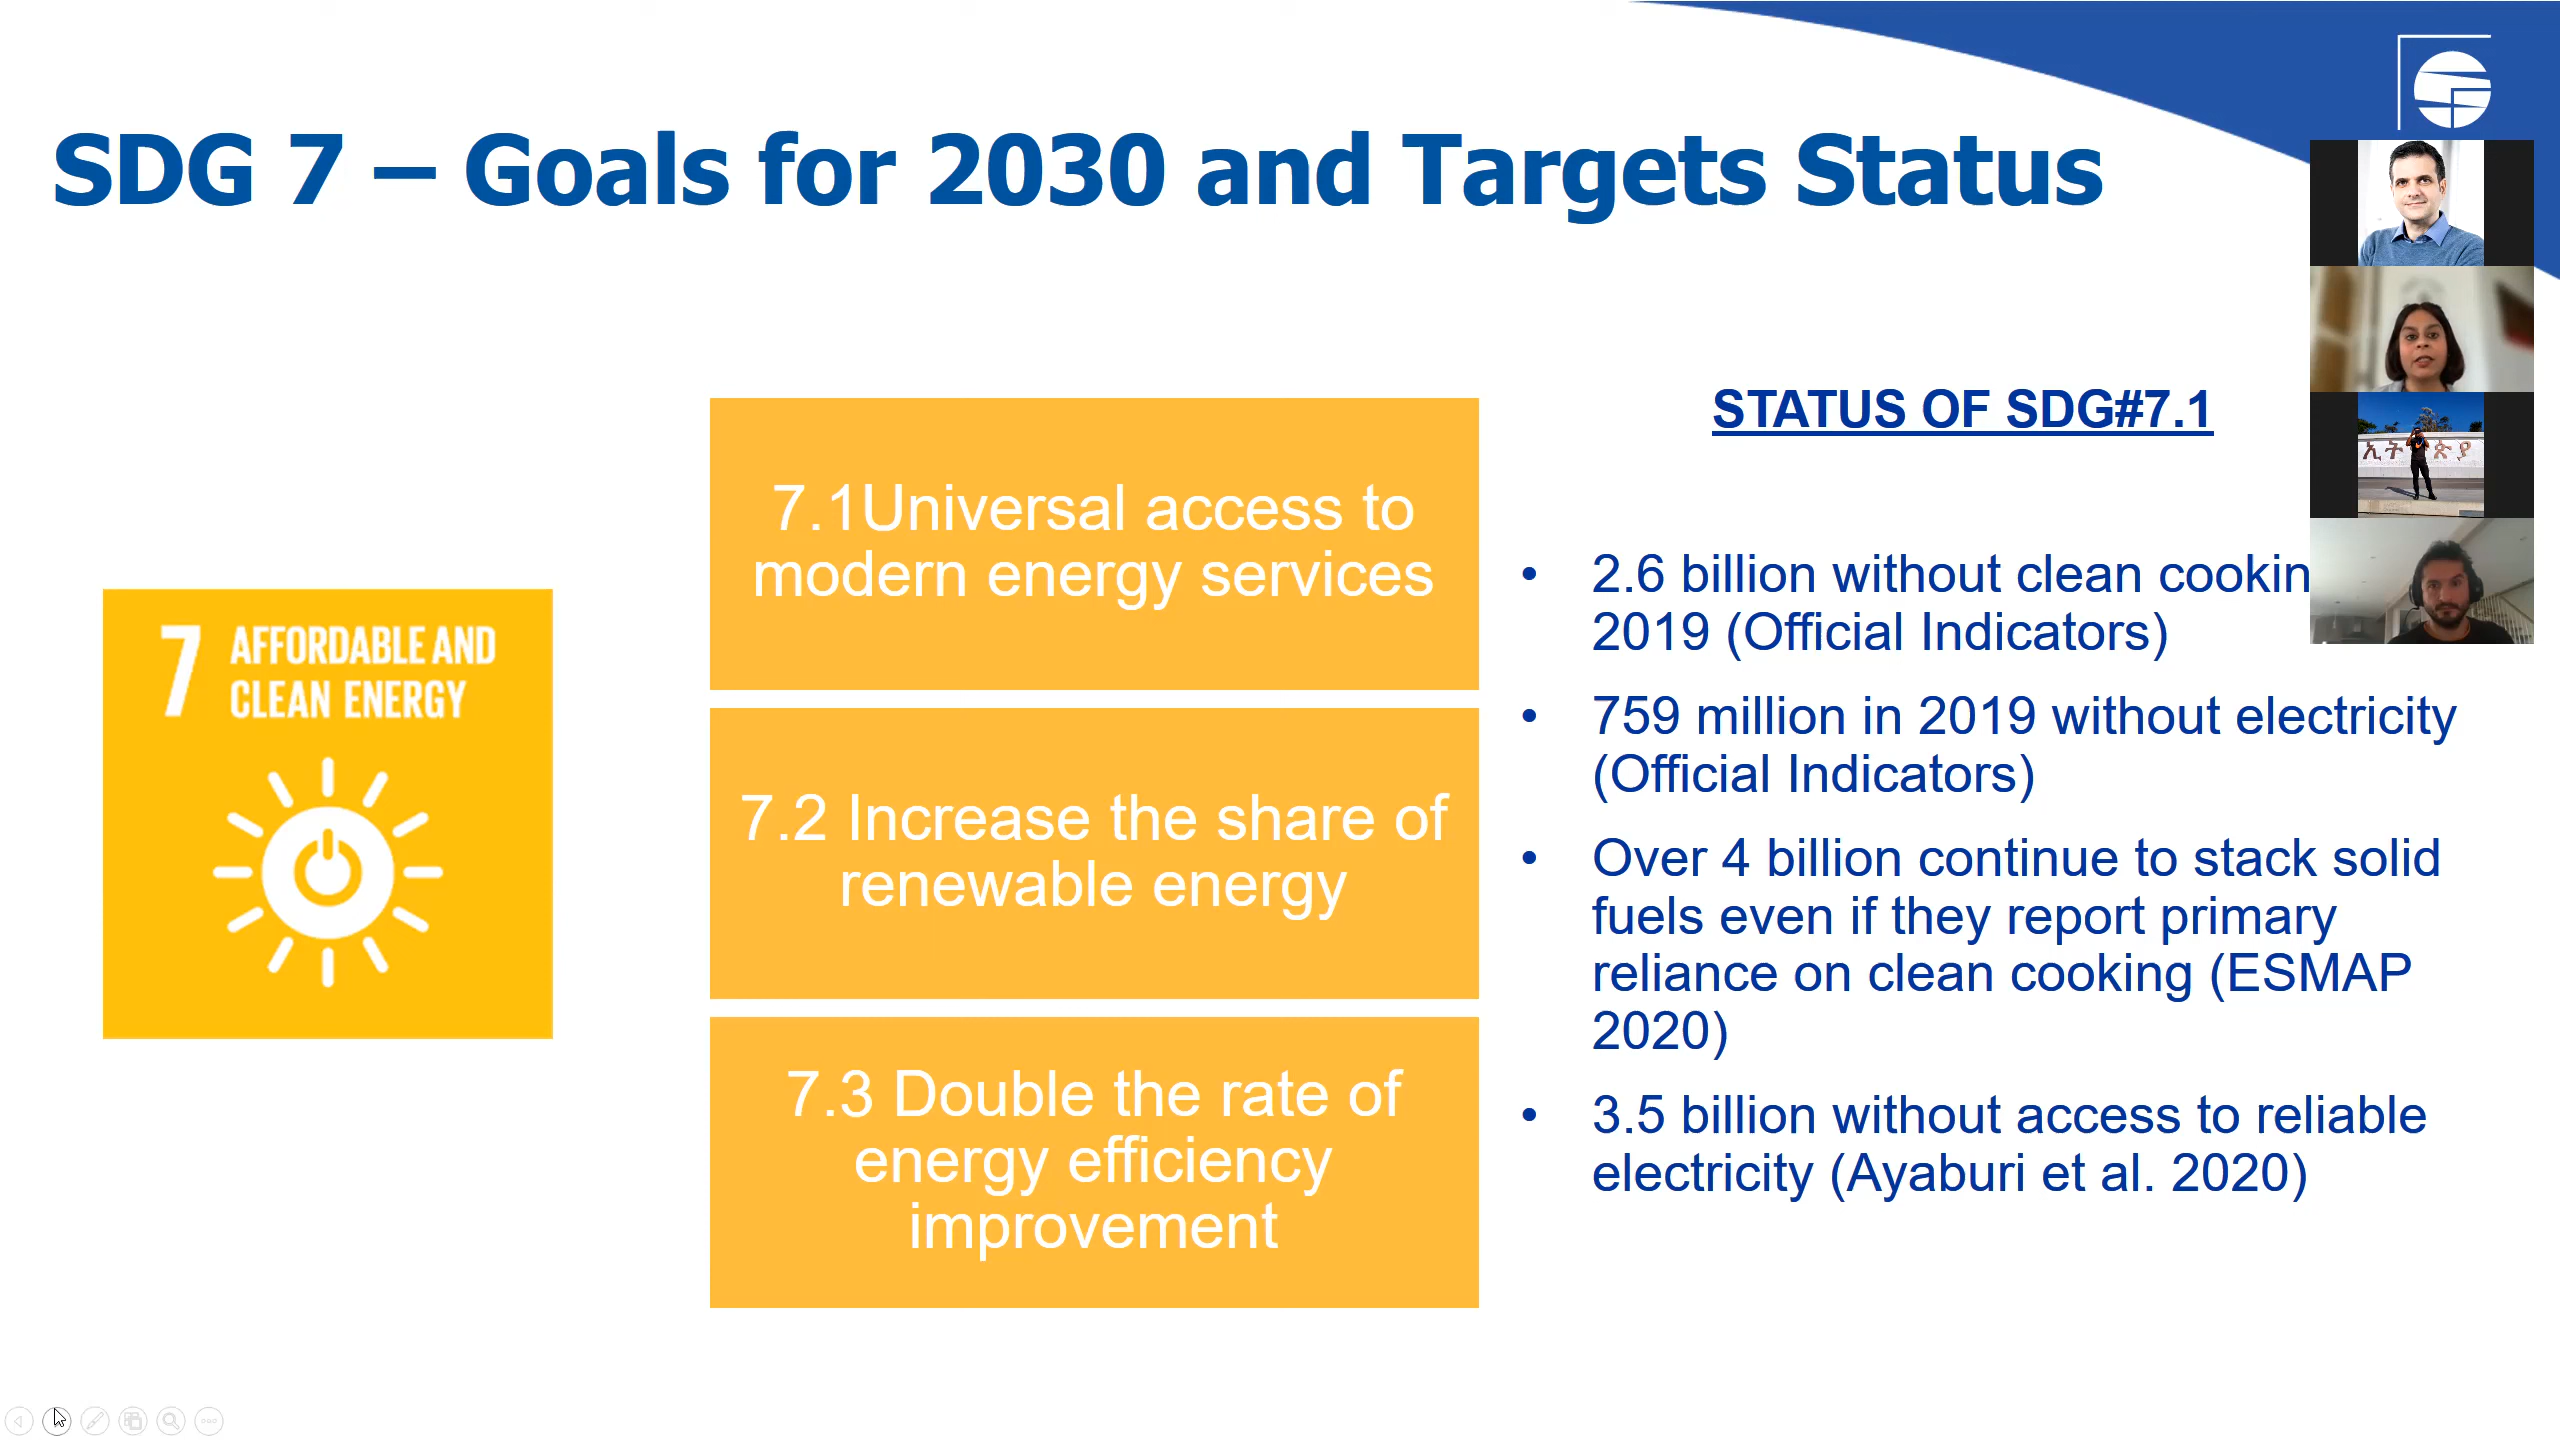 SDG 7 – Goals for 2030 and Targets Status
7 AFFORDABLE AND
CLEAN ENERGY
7.1Universal access to
modern energy services
7.2 Increase the share of
renewable energy
7.3 Double the rate of
energy efficiency
improvement
STATUS OF SDG#7.1
• 2.6 billion without clean cookin
2019 (Official Indicators)
• 759 million in 2019 without electricity
(Official Indicators)
• Over 4 billion continue to stack solid
fuels even if they report primary
reliance on clean cooking (ESMAP
2020)
• 3.5 billion without access to reliable
electricity (Ayaburi et al. 2020)